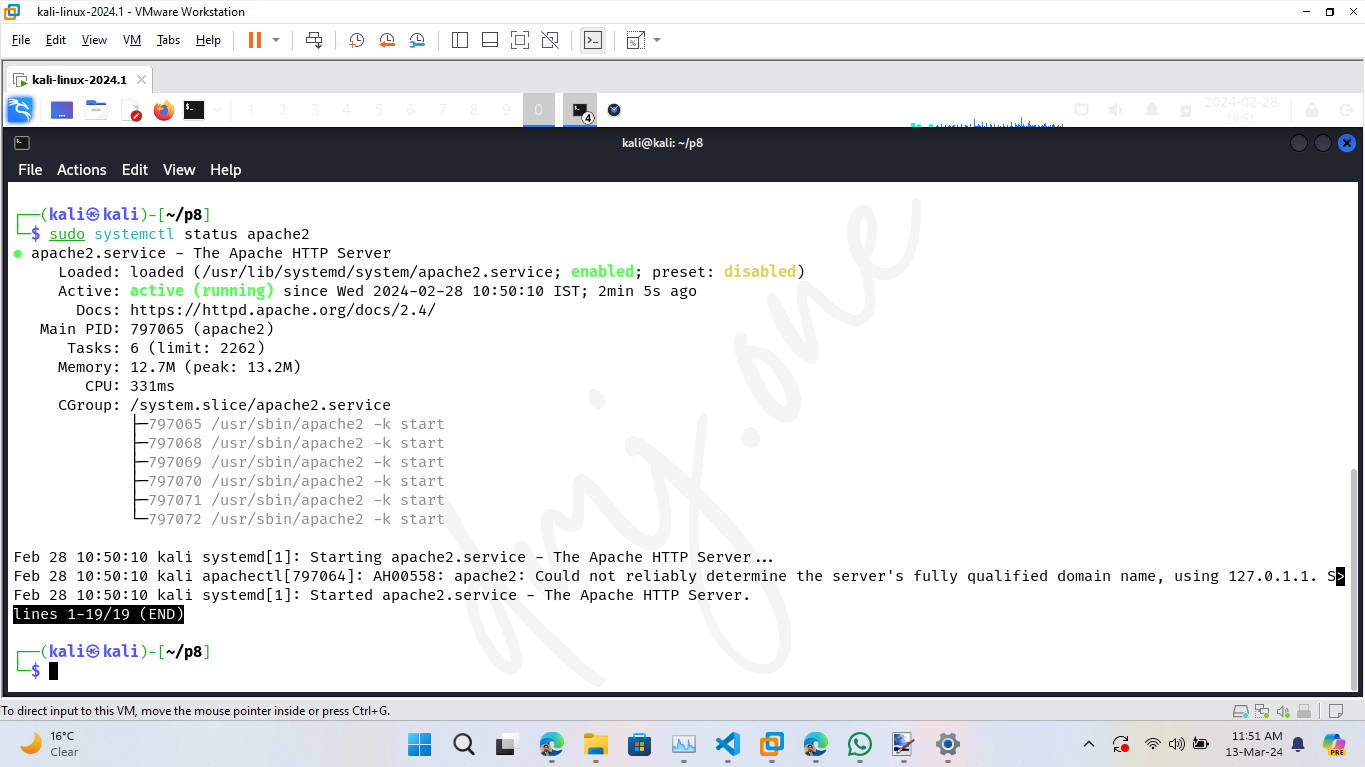 kali-linux-2024.1 - VMware Workstation
File Edit View VM Tabs Help
kali-linux-2024.1
1 2 3 4 5 6 7 8 9 0 4 2024-02-28
10:52
kali@kali: ~/p8
File Actions Edit View Help
┌──(kali㉿kali)-[~/p8]
└─$ sudo systemctl status apache2
● apache2.service - The Apache HTTP Server
Loaded: loaded (/usr/lib/systemd/system/apache2.service; enabled; preset: disabled)
Active: active (running) since Wed 2024-02-28 10:50:10 IST; 2min 5s ago
Docs: https://httpd.apache.org/docs/2.4/
Main PID: 797065 (apache2)
Tasks: 6 (limit: 2262)
Memory: 12.7M (peak: 13.2M)
CPU: 331ms
CGroup: /system.slice/apache2.service
├─797065 /usr/sbin/apache2 -k start
├─797068 /usr/sbin/apache2 -k start
├─797069 /usr/sbin/apache2 -k start
├─797070 /usr/sbin/apache2 -k start
├─797071 /usr/sbin/apache2 -k start
└─797072 /usr/sbin/apache2 -k start
Feb 28 10:50:10 kali systemd[1]: Starting apache2.service - The Apache HTTP Server...
Feb 28 10:50:10 kali apachectl[797064]: AH00558: apache2: Could not reliably determine the server's fully qualified domain name, using 127.0.1.1. S>
Feb 28 10:50:10 kali systemd[1]: Started apache2.service - The Apache HTTP Server.
lines 1-19/19 (END)
┌──(kali㉿kali)-[~/p8]
└─$
To direct input to this VM, move the mouse pointer inside or press Ctrl+G.
16°C
Clear
11:51 AM
13-Mar-24
PRE